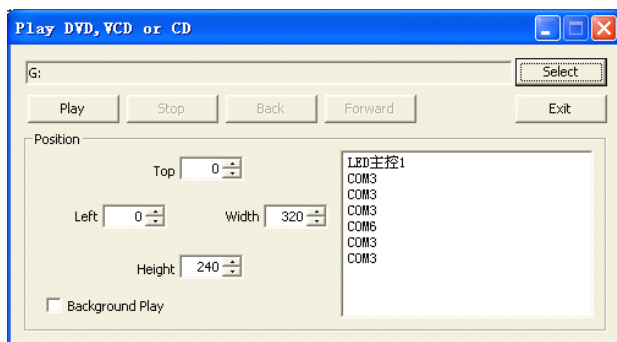 Play DVD,VCD or CD
G:
Select
Play Stop Back Forward Exit
Position
Top 0
Left 0 Width 320
Height 240
Background Play
LED主控1
COM3
COM3
COM3
COM6
COM3
COM3